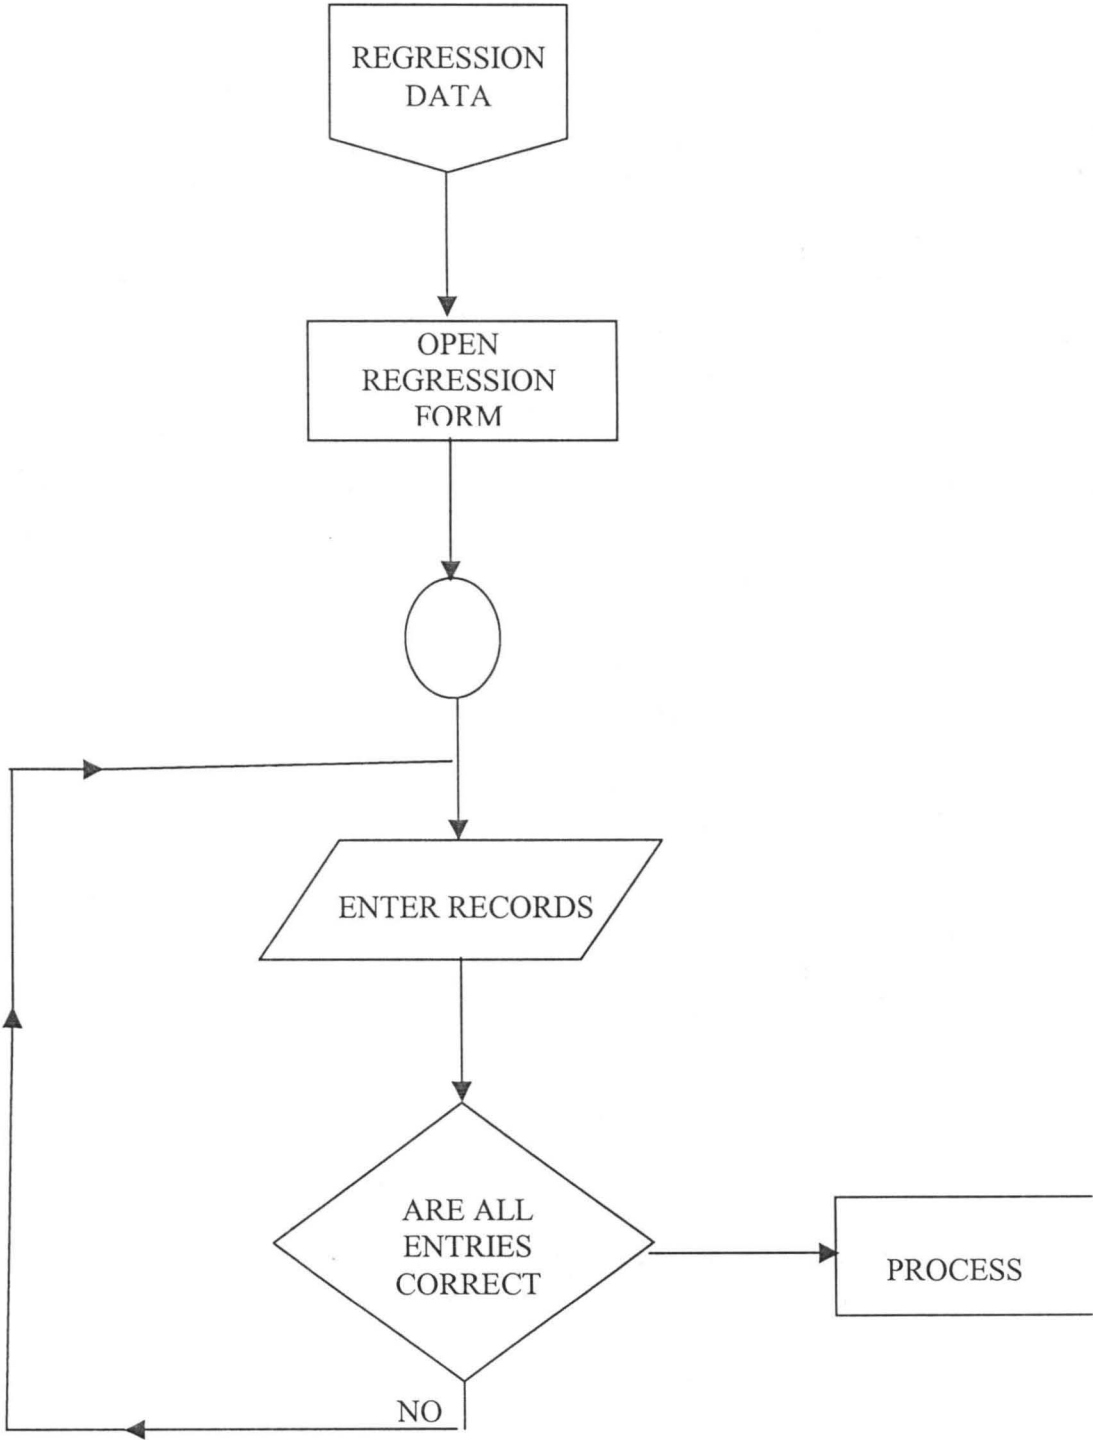 REGRESSION
DATA
OPEN
REGRESSION
FORM
ENTER RECORDS
ARE ALL
ENTRIES
CORRECT
PROCESS
NO